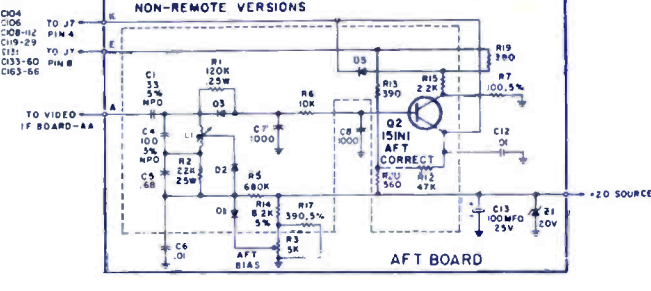 NON-REMOTE VERSIONS
C104
C106
C108-112
C119-29
C131
C133-60
C163-66
TO J7
PIN 4
K
TO J7
PIN 8
E
R1
120K
.25W
C1
33
5%
NPO
D3
R6
10K
D5
R13
390
R15
2.2K
R19
R7
100,5%
TO VIDEO
IF BOARD-AA
A
C4
100
5%
NPO
L1
C7
1000
C8
1000
Q2
151N1
AFT
CORRECT
C12
.01
C5
.68
R2
22K
.25W
D2
R5
680K
R20
560
R12
47K
D1
R14
8.2K
5%
R17
390,5%
+20 SOURCE
C13
100MFD
25V
Z1
20V
C6
.01
AFT
BIAS
R3
5K
AFT BOARD